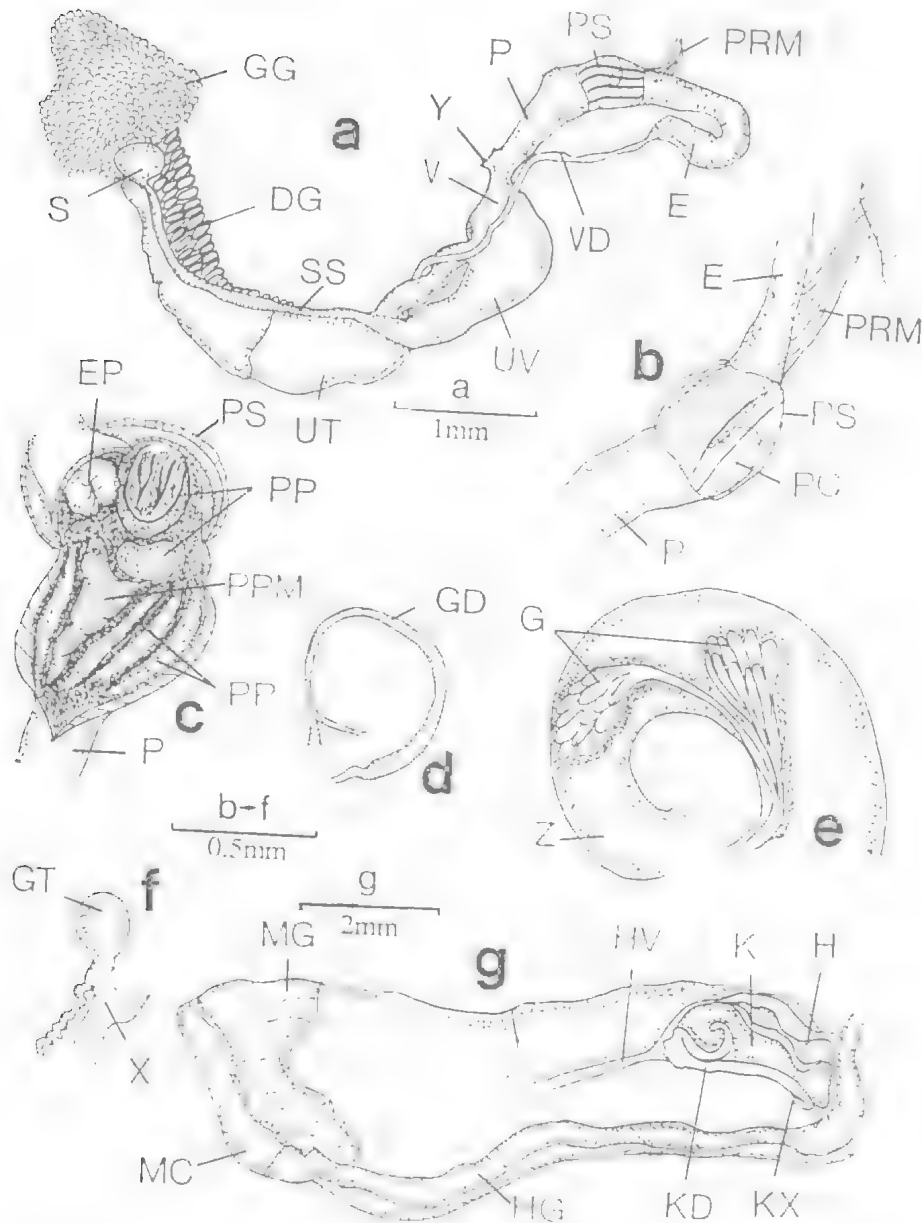 GG
PS
PRM
P
a
Y
V
S
DG
E
VD
SS
E
UV
PRM
b
EP
a
PS
UT
1mm
PS
PP
PC
P
PPM
GD
G
PP
c
P
d
b-f
0.5mm
Z
e
f
GT
g
2mm
MG
HV
K
H
g
X
MC
HG
KD
KX